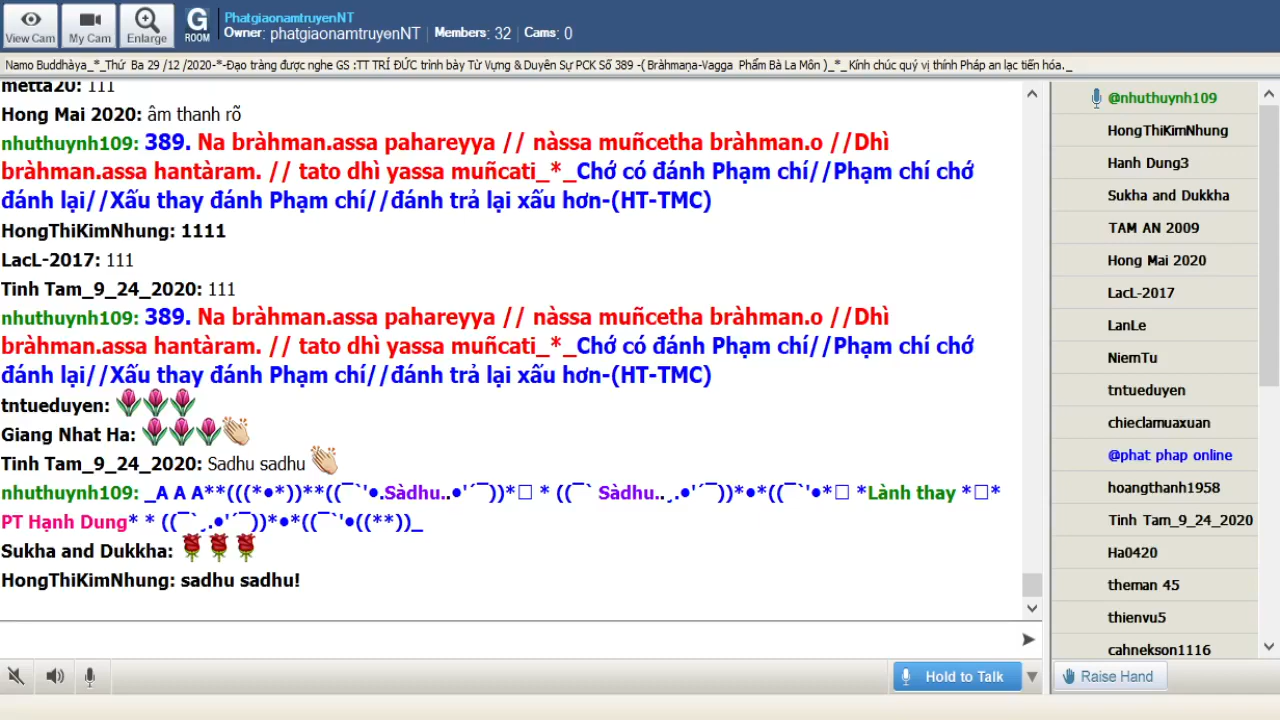 View Cam
My Cam
Enlarge
G
ROOM
PhatgiaonamtruyenNT
Owner: phatgiaonamtruyenNT | Members: 32 | Cams: 0
Namo Buddhàya_*_Thứ Ba 29 /12 /2020-*-Đạo tràng được nghe GS :TT TRÍ ĐỨC trình bày Từ Vựng & Duyên Sự PCK Số 389 -( Bràhmaṇa-Vagga Phẩm Bà La Môn )_*_ Kính chúc quý vị thính Pháp an lạc tiến hóa._
metta20: 111
Hong Mai 2020: âm thanh rõ
nhuthuynh109: 389. Na bràhman.assa pahareyya // nàssa muñcetha bràhman.o //Dhì
bràhman.assa hantàram. // tato dhì yassa muñcati_*_Chớ có đánh Phạm chí//Phạm chí chớ
đánh lại//Xấu thay đánh Phạm chí//đánh trả lại xấu hơn-(HT-TMC)
HongThiKimNhung: 1111
LacL-2017: 111
Tinh Tam_9_24_2020: 111
nhuthuynh109: 389. Na bràhman.assa pahareyya // nàssa muñcetha bràhman.o //Dhì
bràhman.assa hantàram. // tato dhì yassa muñcati_*_Chớ có đánh Phạm chí//Phạm chí chớ
đánh lại//Xấu thay đánh Phạm chí//đánh trả lại xấu hơn-(HT-TMC)
tntueduyen: 🌷🌷🌷
Giang Nhat Ha: 🌷🌷🌷👏
Tinh Tam_9_24_2020: Sadhu sadhu 👏
nhuthuynh109: _A A A**(((*•*))**((¯`'•.Sàdhu..•'´¯))*□ * ((¯` Sàdhu..¸.•'´¯))*•*((¯`'•*□ *Lành thay *□*
PT Hạnh Dung* * ((¯`¸.•'´¯))*•*((¯`'•((**))_
Sukha and Dukkha: 🌹🌹🌹
HongThiKimNhung: sadhu sadhu!
Hold to Talk
@nhuthuynh109
HongThiKimNhung
Hanh Dung3
Sukha and Dukkha
TAM AN 2009
Hong Mai 2020
LacL-2017
LanLe
NiemTu
tntueduyen
chieclamuaxuan
@phat phap online
hoangthanh1958
Tinh Tam_9_24_2020
Ha0420
theman 45
thienvu5
cahnekson1116
Raise Hand